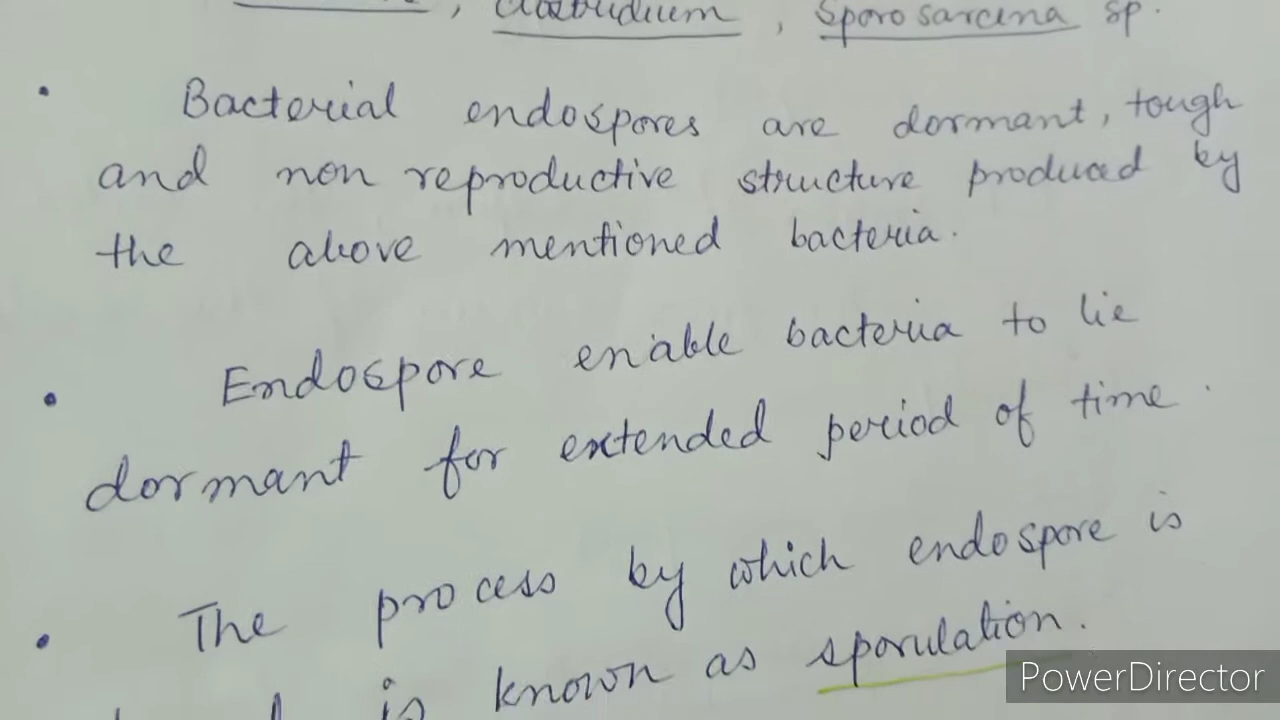 , Clostridium , Sporosarcina sp.
• Bacterial endospores are dormant, tough
and non reproductive structure produced by
the above mentioned bacteria.
• Endospore enable bacteria to lie
dormant for extended period of time.
• The process by which endospore is
is known as sporulation.
PowerDirector